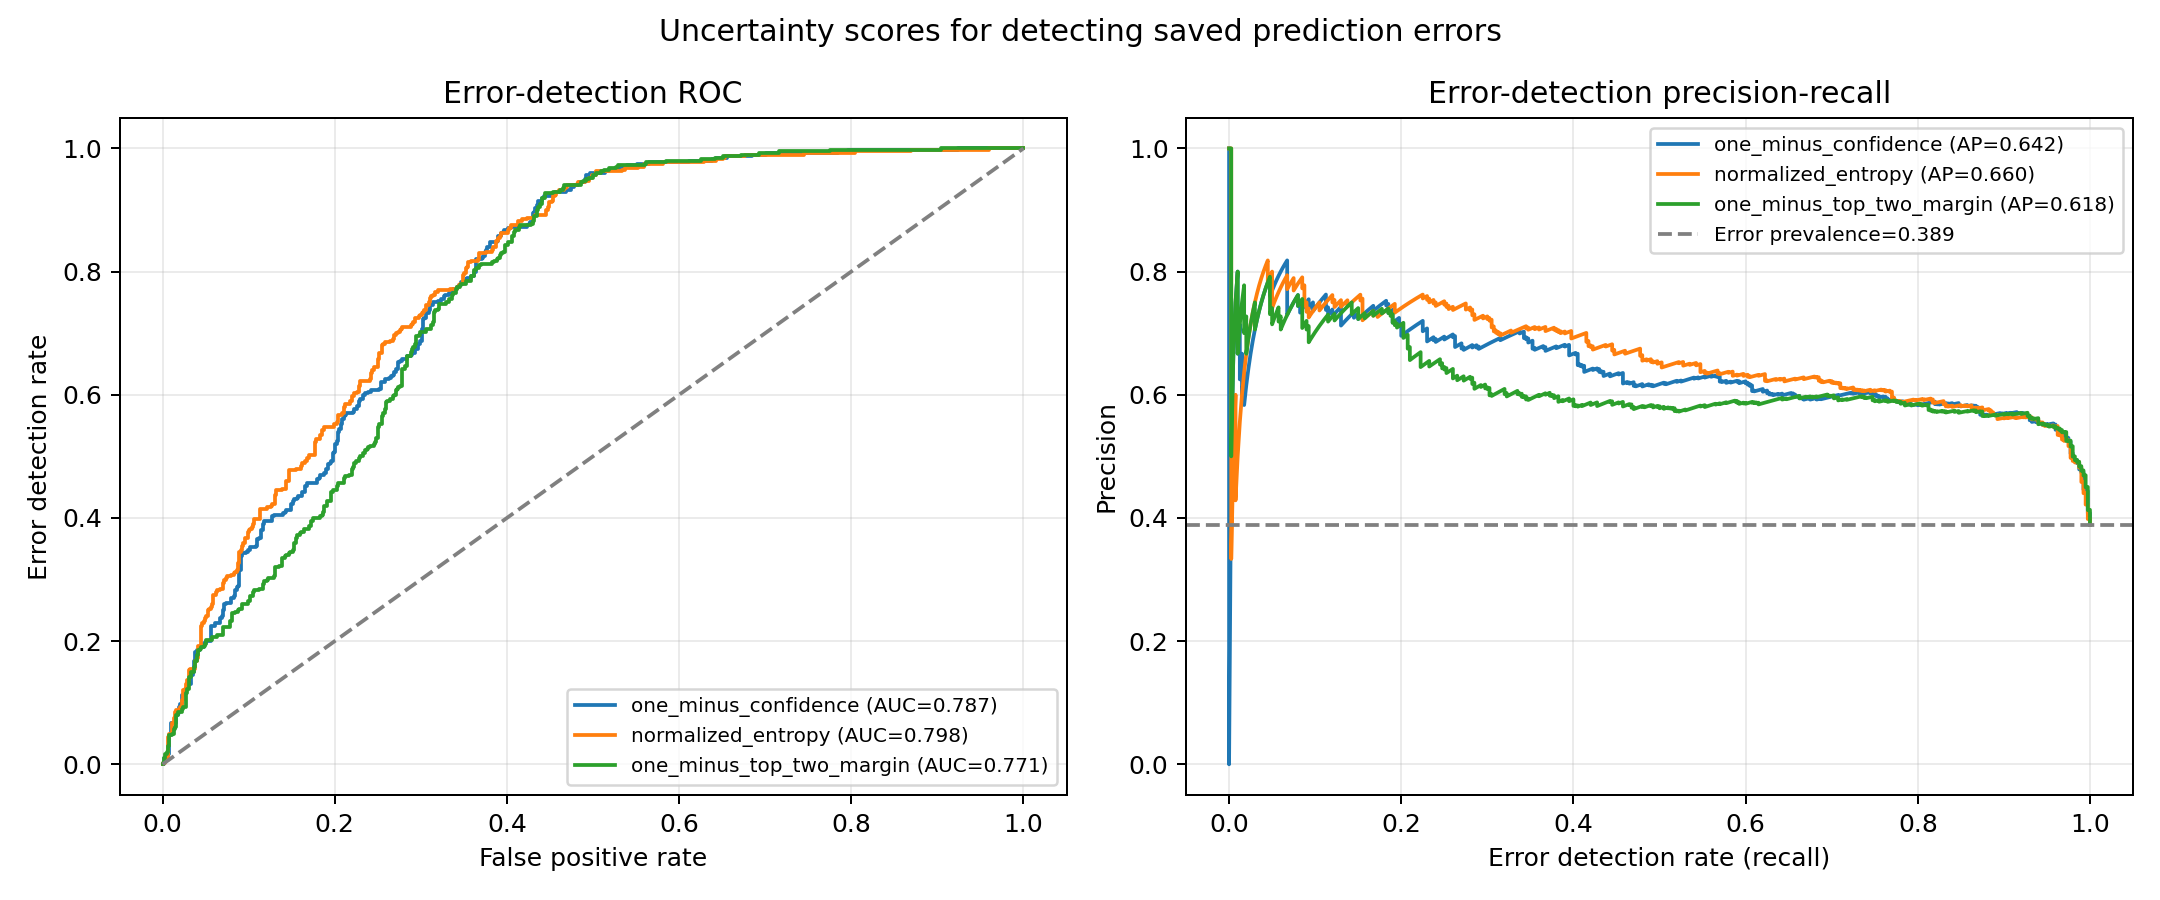 Uncertainty scores for detecting saved prediction errors
Error-detection ROC
Error detection rate
1.0
0.8
0.6
0.4
0.2
0.0
0.0 0.2 0.4 0.6 0.8 1.0
False positive rate
one_minus_confidence (AUC=0.787)
normalized_entropy (AUC=0.798)
one_minus_top_two_margin (AUC=0.771)
Error-detection precision-recall
Precision
1.0
0.8
0.6
0.4
0.2
0.0
0.0 0.2 0.4 0.6 0.8 1.0
Error detection rate (recall)
one_minus_confidence (AP=0.642)
normalized_entropy (AP=0.660)
one_minus_top_two_margin (AP=0.618)
Error prevalence=0.389